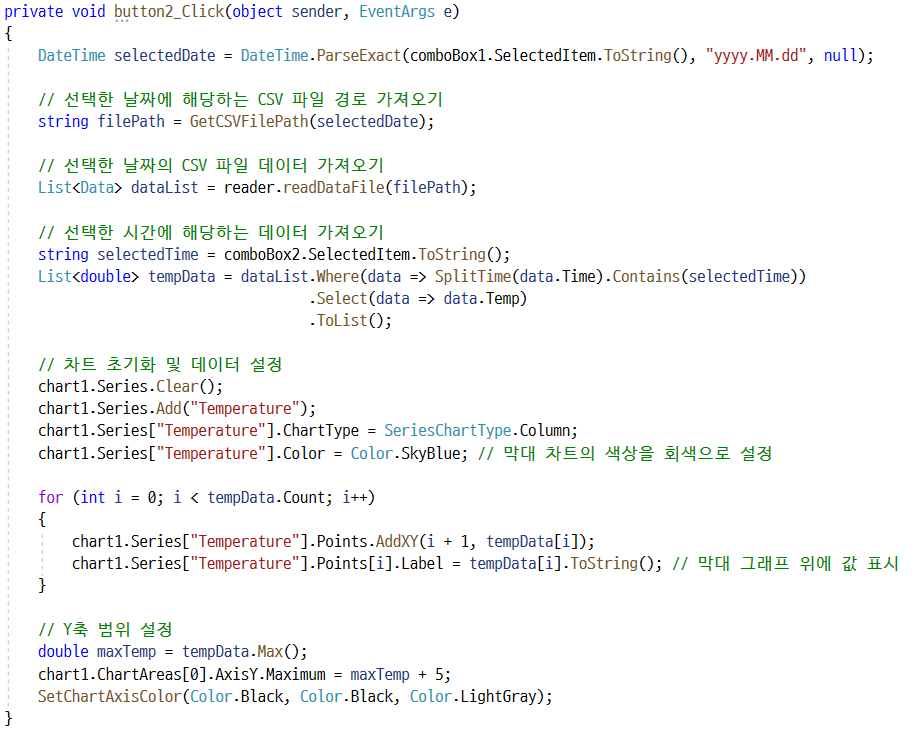 private void button2_Click(object sender, EventArgs e)
{
    DateTime selectedDate = DateTime.ParseExact(comboBox1.SelectedItem.ToString(), "yyyy.MM.dd", null);

    // 선택한 날짜에 해당하는 CSV 파일 경로 가져오기
    string filePath = GetCSVFilePath(selectedDate);

    // 선택한 날짜의 CSV 파일 데이터 가져오기
    List<Data> dataList = reader.readDataFile(filePath);

    // 선택한 시간에 해당하는 데이터 가져오기
    string selectedTime = comboBox2.SelectedItem.ToString();
    List<double> tempData = dataList.Where(data => SplitTime(data.Time).Contains(selectedTime))
                                    .Select(data => data.Temp)
                                    .ToList();

    // 차트 초기화 및 데이터 설정
    chart1.Series.Clear();
    chart1.Series.Add("Temperature");
    chart1.Series["Temperature"].ChartType = SeriesChartType.Column;
    chart1.Series["Temperature"].Color = Color.SkyBlue; // 막대 차트의 색상을 회색으로 설정

    for (int i = 0; i < tempData.Count; i++)
    {
        chart1.Series["Temperature"].Points.AddXY(i + 1, tempData[i]);
        chart1.Series["Temperature"].Points[i].Label = tempData[i].ToString(); // 막대 그래프 위에 값 표시
    }

    // Y축 범위 설정
    double maxTemp = tempData.Max();
    chart1.ChartAreas[0].AxisY.Maximum = maxTemp + 5;
    SetChartAxisColor(Color.Black, Color.Black, Color.LightGray);
}